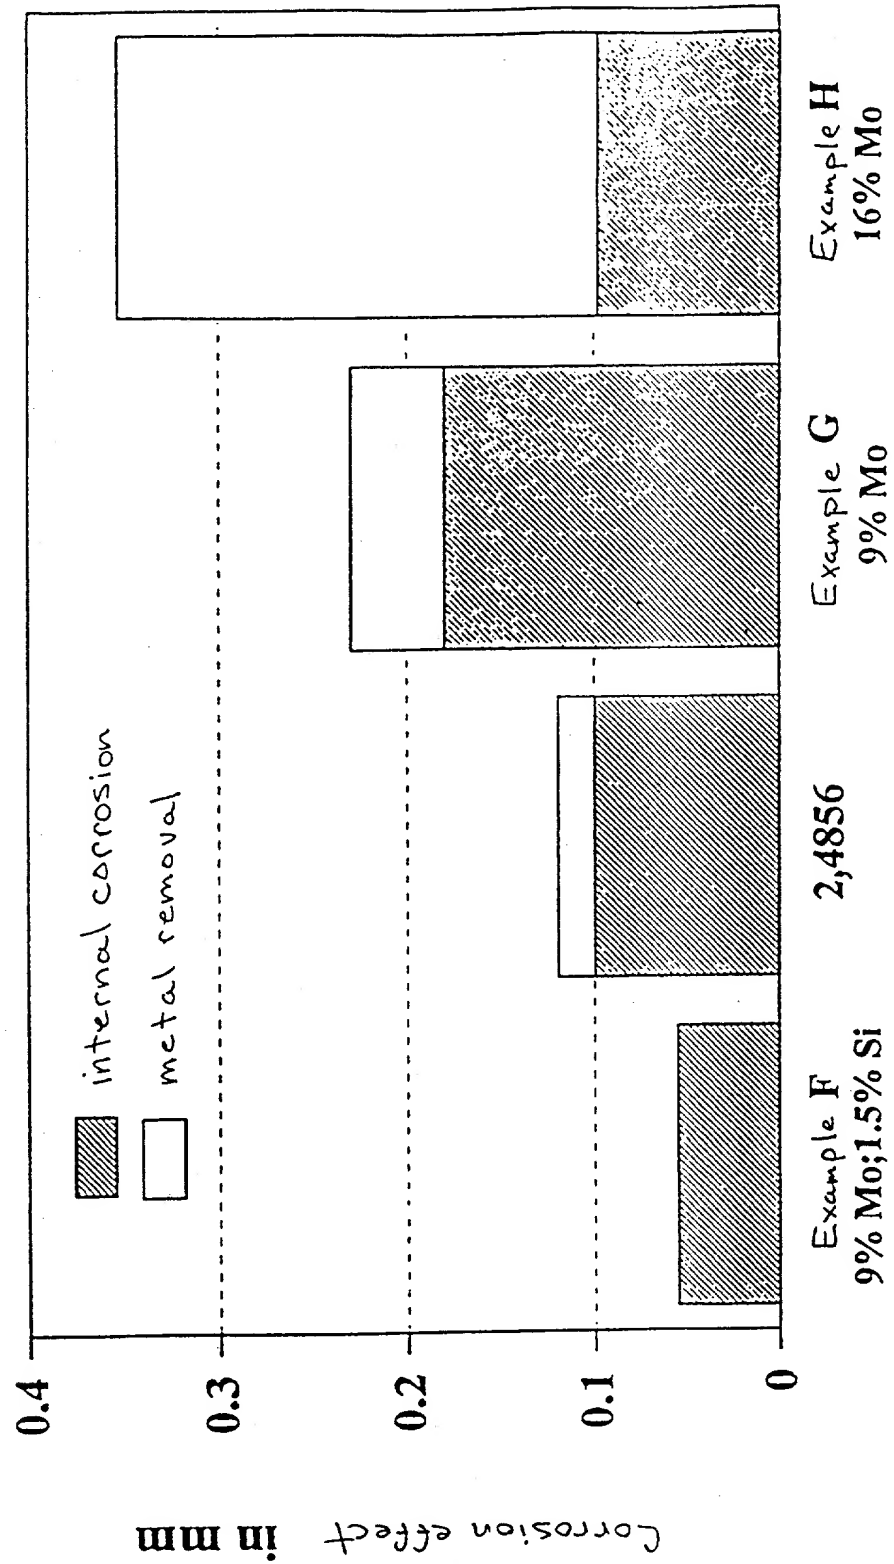 Corrosion effect in mm
0.4
0.3
0.2
0.1
0
internal corrosion
metal removal
Example F
9% Mo;1.5% Si
2,4856
Example G
9% Mo
Example H
16% Mo